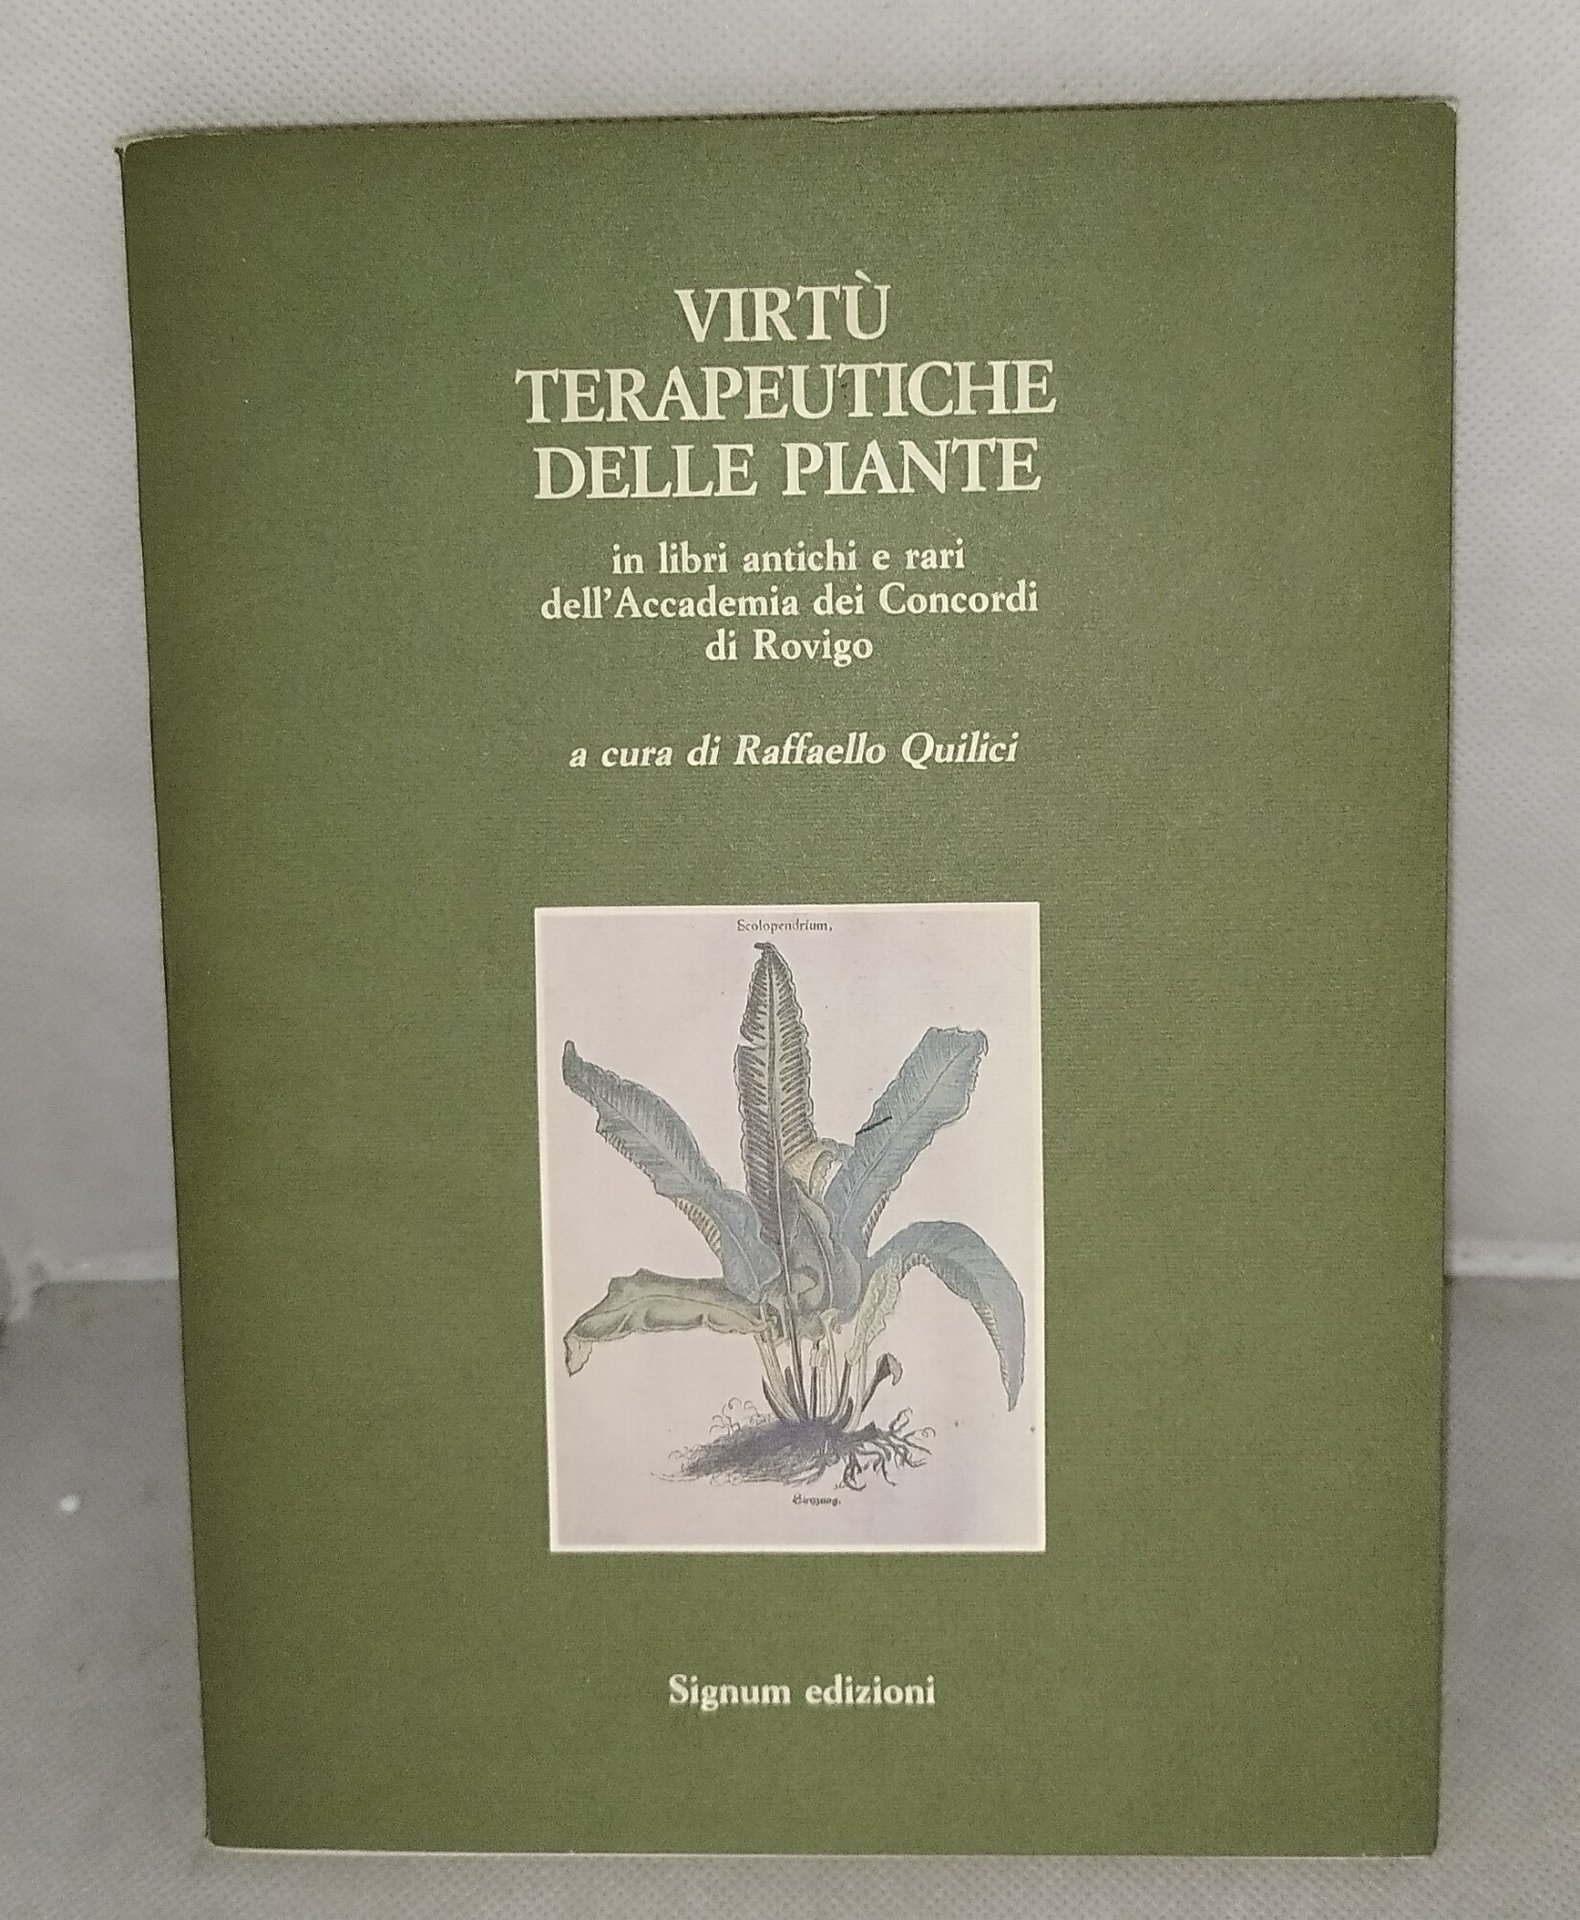 VIRTÙ
TERAPEUTICHE
DELLE PIANTE
in libri antichi e rari
dell'Accademia dei Concordi
di Rovigo
a cura di Raffaello Quilici
Scolopendrium,
Signum edizioni